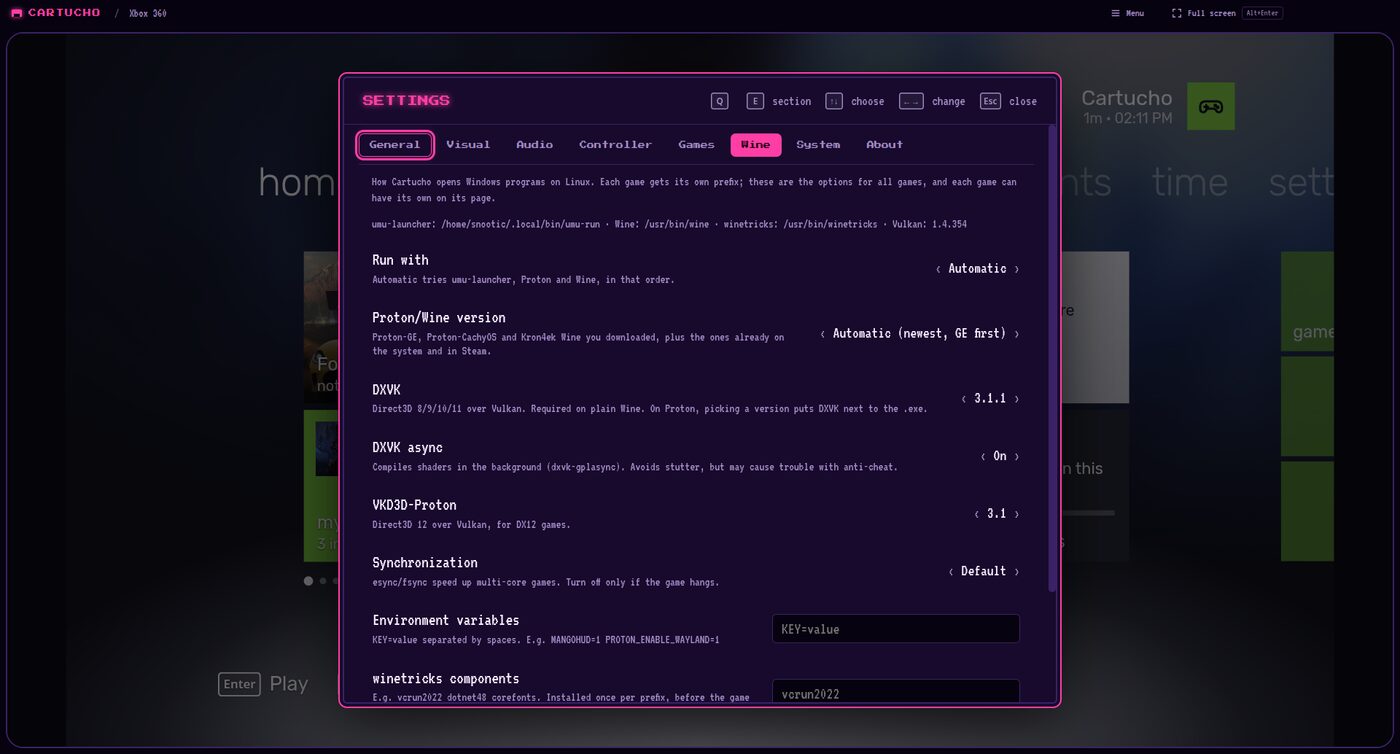 CARTUCHO / Xbox 360
Menu
Full screen Alt+Enter
SETTINGS
Q E section ↑↓ choose ←→ change Esc close
General Visual Audio Controller Games Wine System About
How Cartucho opens Windows programs on Linux. Each game gets its own prefix; these are the options for all games, and each game can
have its own on its page.
umu-launcher: /home/snootic/.local/bin/umu-run · Wine: /usr/bin/wine · winetricks: /usr/bin/winetricks · Vulkan: 1.4.354
Run with
Automatic tries umu-launcher, Proton and Wine, in that order.
‹ Automatic ›
Proton/Wine version
Proton-GE, Proton-CachyOS and Kron4ek Wine you downloaded, plus the ones already on
the system and in Steam.
‹ Automatic (newest, GE first) ›
DXVK
Direct3D 8/9/10/11 over Vulkan. Required on plain Wine. On Proton, picking a version puts DXVK next to the .exe.
‹ 3.1.1 ›
DXVK async
Compiles shaders in the background (dxvk-gplasync). Avoids stutter, but may cause trouble with anti-cheat.
‹ On ›
VKD3D-Proton
Direct3D 12 over Vulkan, for DX12 games.
‹ 3.1 ›
Synchronization
esync/fsync speed up multi-core games. Turn off only if the game hangs.
‹ Default ›
Environment variables
KEY=value separated by spaces. E.g. MANGOHUD=1 PROTON_ENABLE_WAYLAND=1
KEY=value
winetricks components
E.g. vcrun2022 dotnet48 corefonts. Installed once per prefix, before the game
vcrun2022
Cartucho
1m • 02:11 PM
hom
nts time sett
Fo
not
my
3 in
re
n this
s
game
Enter Play